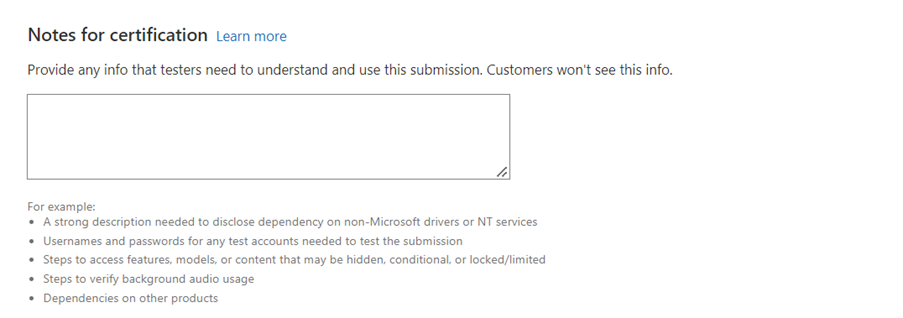 Notes for certification Learn more
Provide any info that testers need to understand and use this submission. Customers won't see this info.
For example:
• A strong description needed to disclose dependency on non-Microsoft drivers or NT services
• Usernames and passwords for any test accounts needed to test the submission
• Steps to access features, models, or content that may be hidden, conditional, or locked/limited
• Steps to verify background audio usage
• Dependencies on other products